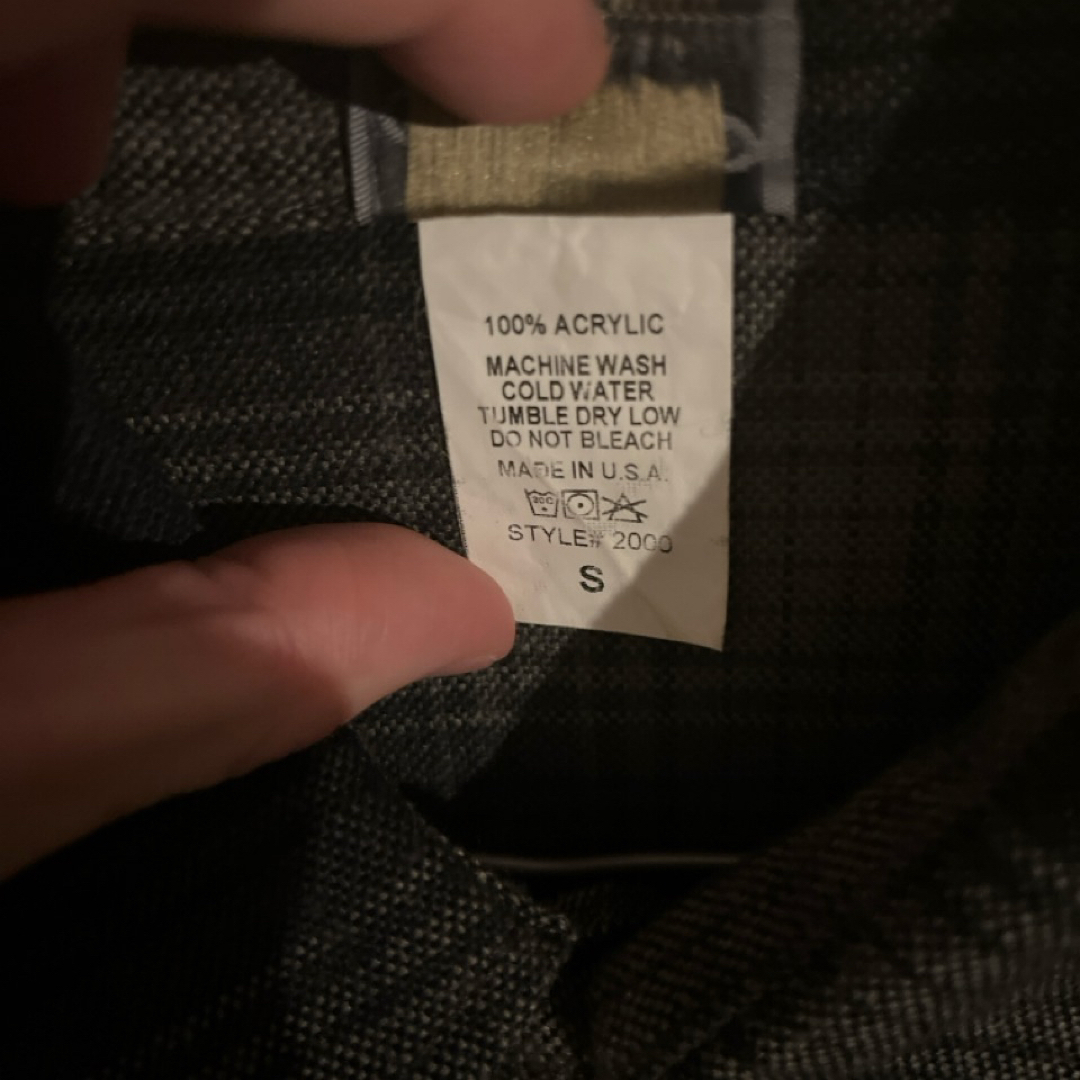 100% ACRYLIC
MACHINE WASH
COLD WATER
TUMBLE DRY LOW
DO NOT BLEACH
MADE IN U.S.A.
30C
STYLE# 2000
S